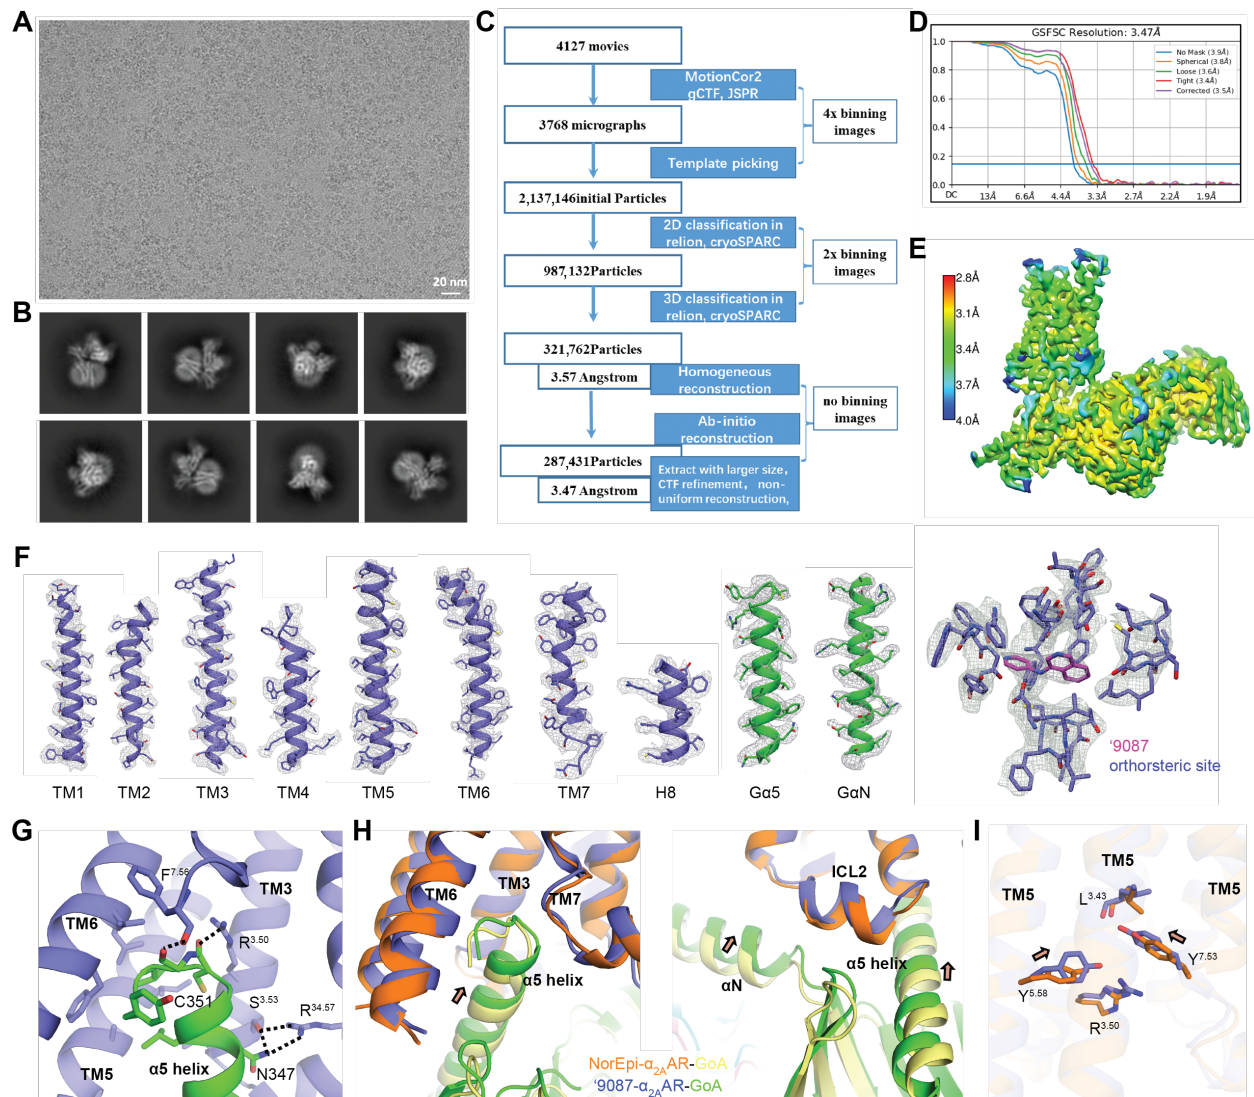 A
20 nm
B
C
4127 movies
MotionCor2
gCTF, JSPR
3768 micrographs
4x binning
images
Template picking
2,137,146initial Particles
2D classification in
relion, cryoSPARC
987,132Particles
2x binning
images
3D classification in
relion, cryoSPARC
321,762Particles
3.57 Angstrom
Homogeneous
reconstruction
no binning
images
Ab-initio
reconstruction
287,431Particles
3.47 Angstrom
Extract with larger size,
CTF refinement, non-
uniform reconstruction,
D
GSFSC Resolution: 3.47Å
No Mask (3.9Å)
Spherical (3.8Å)
Loose (3.6Å)
Tight (3.4Å)
Corrected (3.5Å)
1.0
0.8
0.6
0.4
0.2
0.0
DC 13Å 6.6Å 4.4Å 3.3Å 2.7Å 2.2Å 1.9Å
E
2.8Å
3.1Å
3.4Å
3.7Å
4.0Å
F
TM1 TM2 TM3 TM4 TM5 TM6 TM7 H8 Gα5 GαN
'9087
orthorsteric site
G
F7.56
TM3
TM6
R3.50
C351
S3.53
R34.57
TM5
α5 helix
N347
H
TM6
TM3
TM7
α5 helix
ICL2
α5 helix
αN
NorEpi-α2AAR-GoA
'9087-α2AAR-GoA
I
TM5
TM5
TM5
L3.43
Y7.53
Y5.58
R3.50